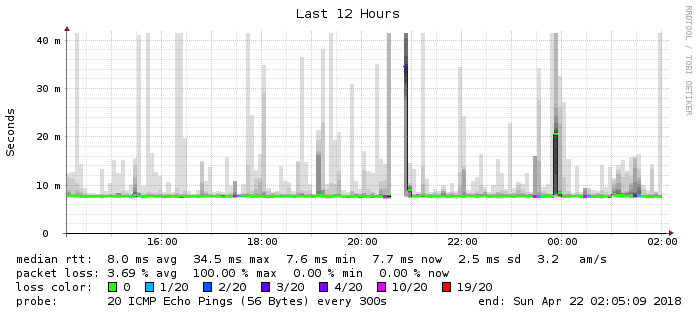 Last 12 Hours
RRDTOOL / TOBI OETIKER
Seconds
40 m
30 m
20 m
10 m
0
16:00 18:00 20:00 22:00 00:00 02:00
median rtt: 8.0 ms avg 34.5 ms max 7.6 ms min 7.7 ms now 2.5 ms sd 3.2 am/s
packet loss: 3.69 % avg 100.00 % max 0.00 % min 0.00 % now
loss color: 0 1/20 2/20 3/20 4/20 10/20 19/20
probe: 20 ICMP Echo Pings (56 Bytes) every 300s end: Sun Apr 22 02:05:09 2018